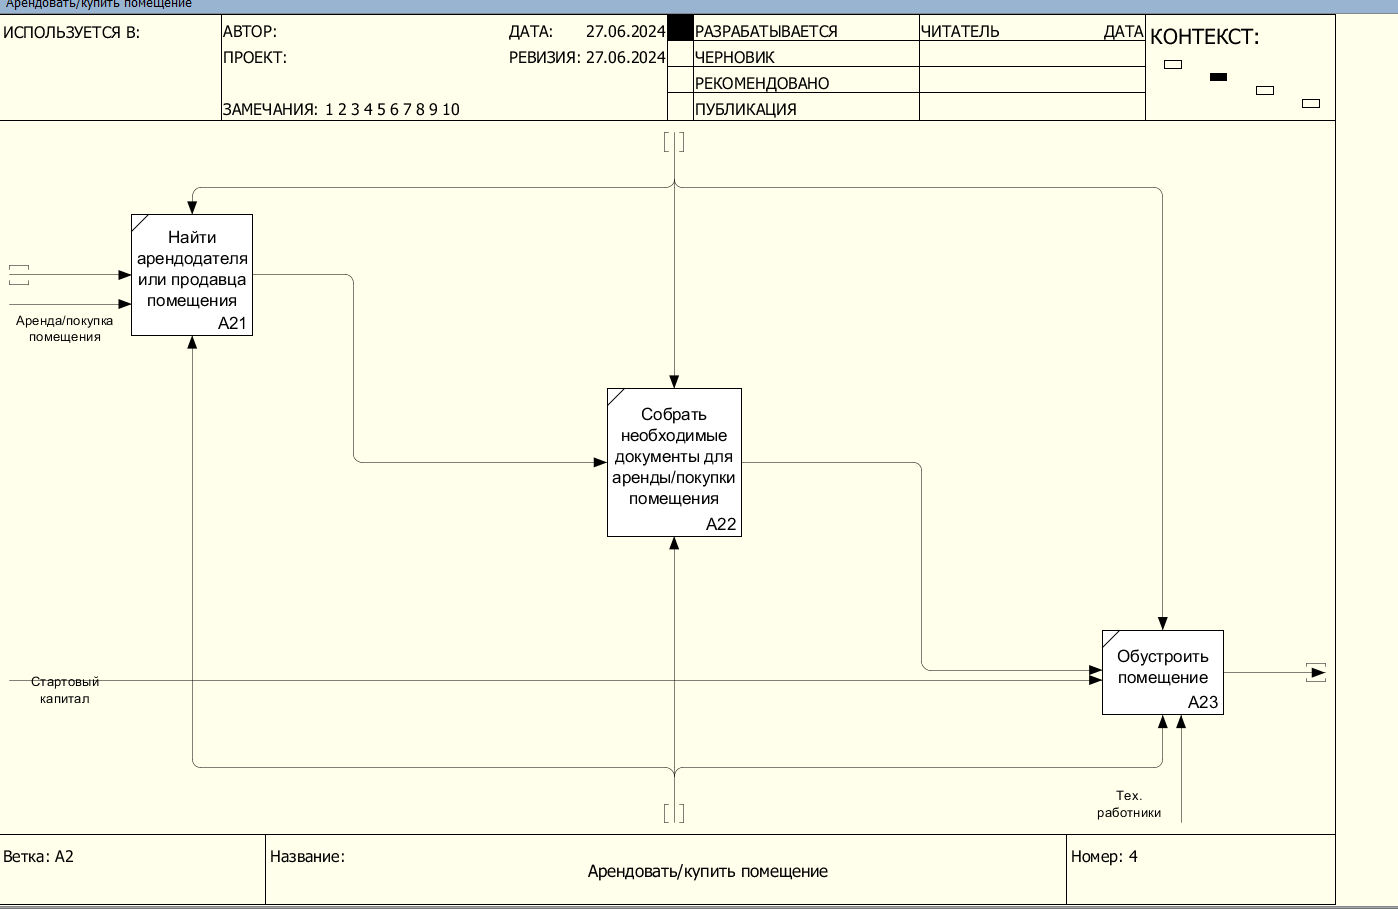 Арендовать/купить помещение
ИСПОЛЬЗУЕТСЯ В:
АВТОР:
ДАТА: 27.06.2024
ПРОЕКТ:
РЕВИЗИЯ: 27.06.2024
ЗАМЕЧАНИЯ: 1 2 3 4 5 6 7 8 9 10
РАЗРАБАТЫВАЕТСЯ
ЧЕРНОВИК
РЕКОМЕНДОВАНО
ПУБЛИКАЦИЯ
ЧИТАТЕЛЬ
ДАТА
КОНТЕКСТ:
Найти
арендодателя
или продавца
помещения
A21
Аренда/покупка
помещения
Собрать
необходимые
документы для
аренды/покупки
помещения
A22
Обустроить
помещение
A23
Стартовый
капитал
Тех.
работники
Ветка: A2
Название:
Арендовать/купить помещение
Номер: 4